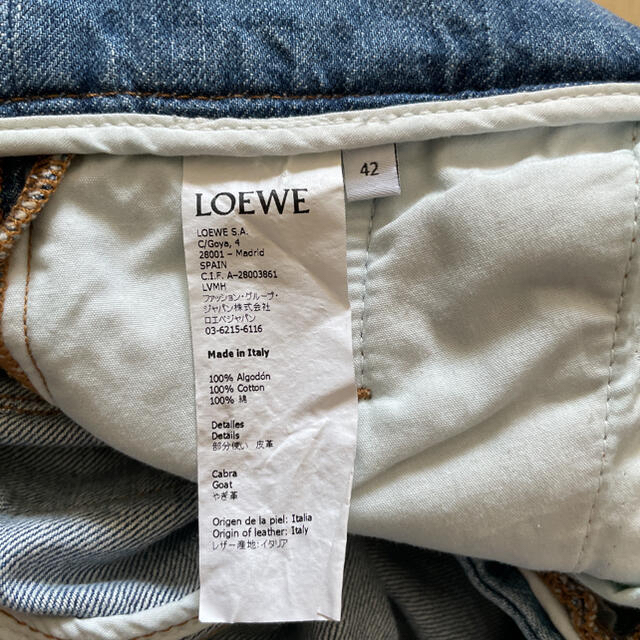 42
LOEWE
LOEWE S.A.
C/Goya, 4
28001 - Madrid
SPAIN
C.I.F. A-28003861
LVMH
ファッション・グループ・
ジャパン株式会社
ロエベジャパン
03-6215-6116
Made in Italy
100% Algodón
100% Cotton
100% 綿
Detalles
Details
部分使い 皮革
Cabra
Goat
やぎ革
Origen de la piel: Italia
Origin of leather: Italy
レザー産地:イタリア